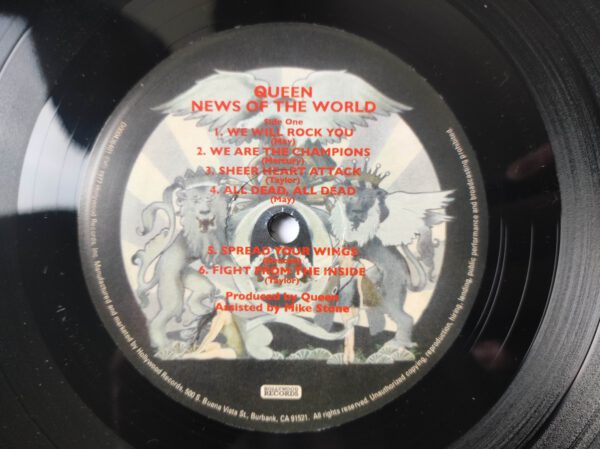 QUEEN
NEWS OF THE WORLD
Side One
1. WE WILL ROCK YOU
(May)
2. WE ARE THE CHAMPIONS
(Mercury)
3. SHEER HEART ATTACK
(Taylor)
4. ALL DEAD, ALL DEAD
(May)
5. SPREAD YOUR WINGS
6. FIGHT FROM THE INSIDE
(Taylor)
Produced by Queen
Assisted by Mike Stone
HOLLYWOOD
RECORDS
Hollywood Records, Inc. Manufactured and marketed by Hollywood Records, 500 S. Buena Vista St., Burbank, CA 91521. All rights reserved. Unauthorized copying, reproduction, hiring, lending, public performance and broadcasting prohibited.